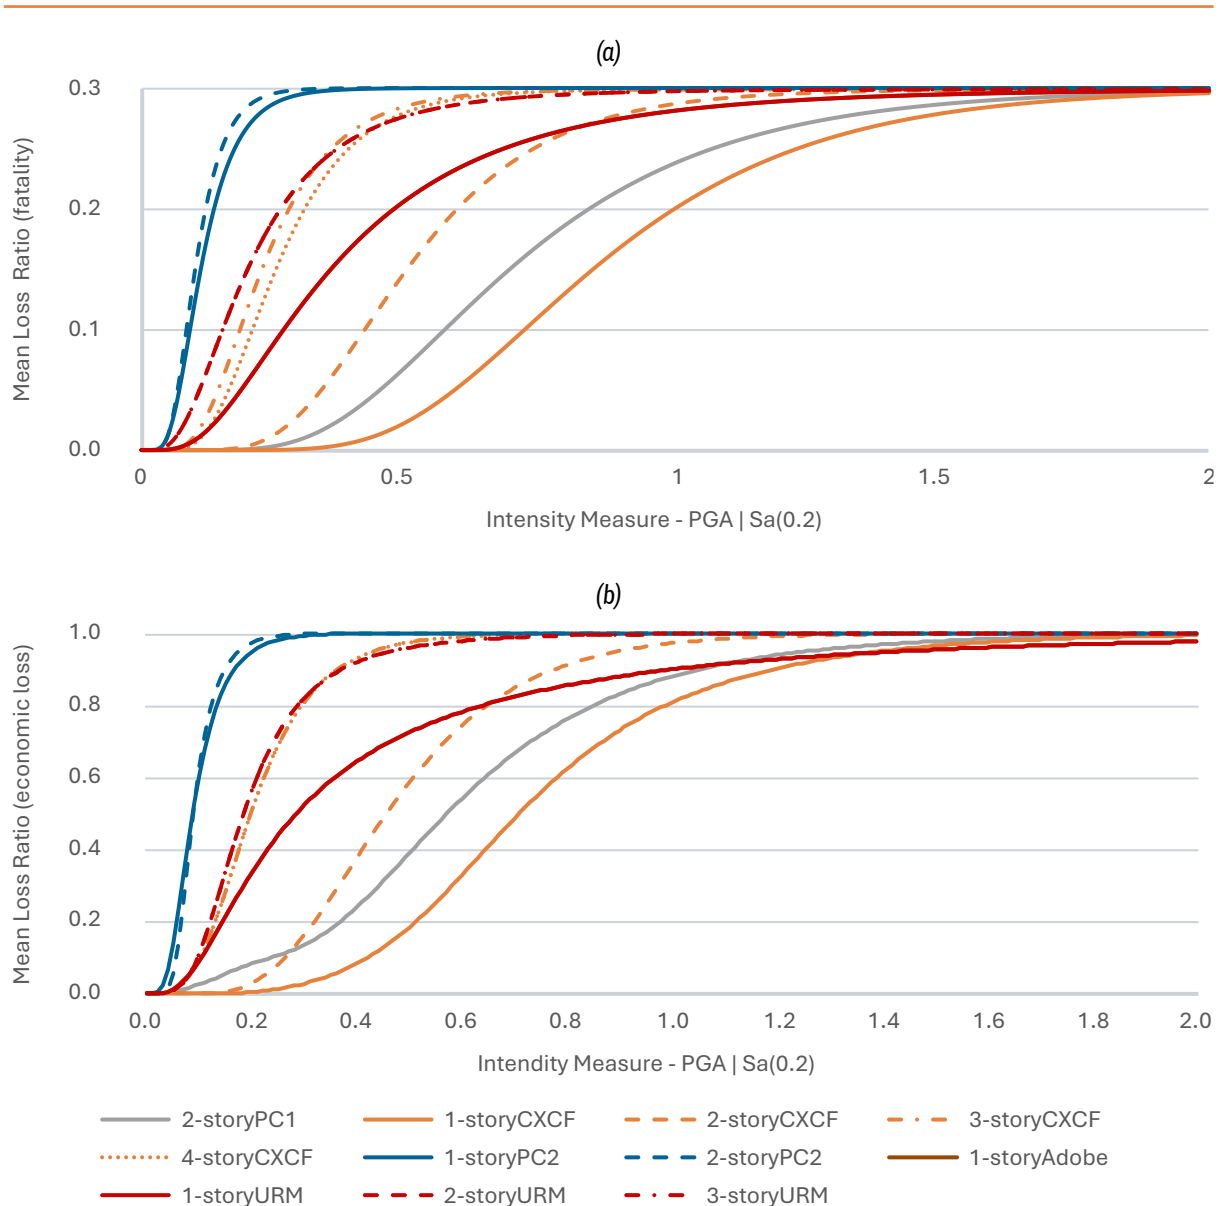 (a)
0.3
0.2
0.1
0.0
Mean Loss  Ratio (fatality)
0 0.5 1 1.5 2
Intensity Measure - PGA | Sa(0.2)
(b)
1.0
0.8
0.6
0.4
0.2
0.0
Mean Loss Ratio (economic loss)
0.0 0.2 0.4 0.6 0.8 1.0 1.2 1.4 1.6 1.8 2.0
Intendity Measure - PGA | Sa(0.2)
2-storyPC1 1-storyCXCF 2-storyCXCF 3-storyCXCF
4-storyCXCF 1-storyPC2 2-storyPC2 1-storyAdobe
1-storyURM 2-storyURM 3-storyURM